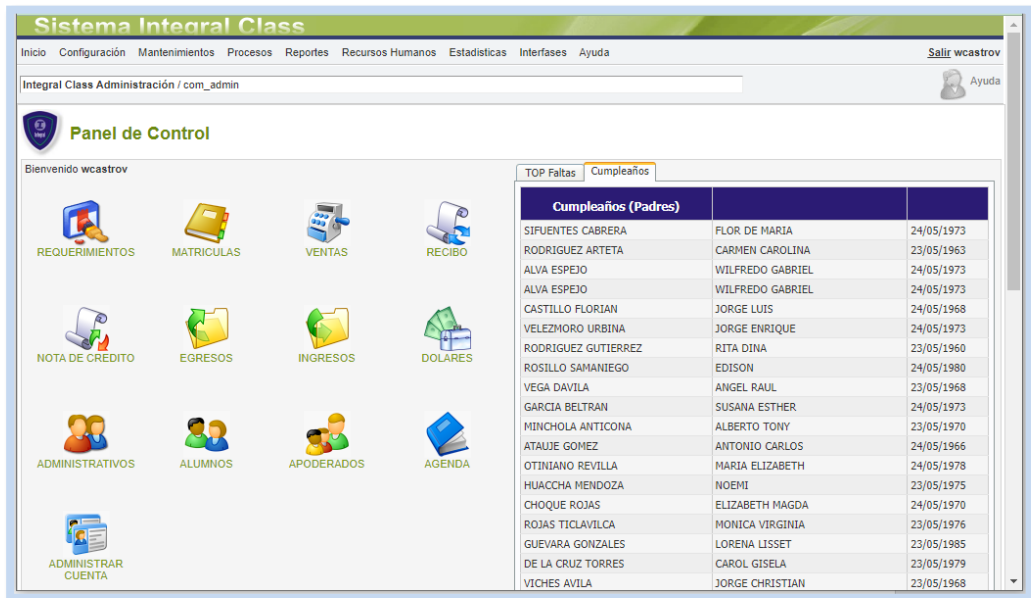 Sistema Integral Class
Inicio Configuración Mantenimientos Procesos Reportes Recursos Humanos Estadisticas Interfases Ayuda Salir wcastrov
Integral Class Administración / com_admin Ayuda
Panel de Control
Bienvenido wcastrov
REQUERIMIENTOS MATRICULAS VENTAS RECIBO
NOTA DE CREDITO EGRESOS INGRESOS DOLARES
ADMINISTRATIVOS ALUMNOS APODERADOS AGENDA
ADMINISTRAR
CUENTA
TOP Faltas Cumpleaños
Cumpleaños (Padres)
SIFUENTES CABRERA FLOR DE MARIA 24/05/1973
RODRIGUEZ ARTETA CARMEN CAROLINA 23/05/1963
ALVA ESPEJO WILFREDO GABRIEL 24/05/1973
ALVA ESPEJO WILFREDO GABRIEL 24/05/1973
CASTILLO FLORIAN JORGE LUIS 24/05/1968
VELEZMORO URBINA JORGE ENRIQUE 24/05/1973
RODRIGUEZ GUTIERREZ RITA DINA 23/05/1960
ROSILLO SAMANIEGO EDISON 24/05/1980
VEGA DAVILA ANGEL RAUL 23/05/1968
GARCIA BELTRAN SUSANA ESTHER 24/05/1973
MINCHOLA ANTICONA ALBERTO TONY 23/05/1970
ATAUJE GOMEZ ANTONIO CARLOS 24/05/1966
OTINIANO REVILLA MARIA ELIZABETH 24/05/1978
HUACCHA MENDOZA NOEMI 23/05/1975
CHOQUE ROJAS ELIZABETH MAGDA 24/05/1970
ROJAS TICLAVILCA MONICA VIRGINIA 23/05/1976
GUEVARA GONZALES LORENA LISSET 23/05/1985
DE LA CRUZ TORRES CAROL GISELA 23/05/1979
VICHES AVILA JORGE CHRISTIAN 23/05/1968